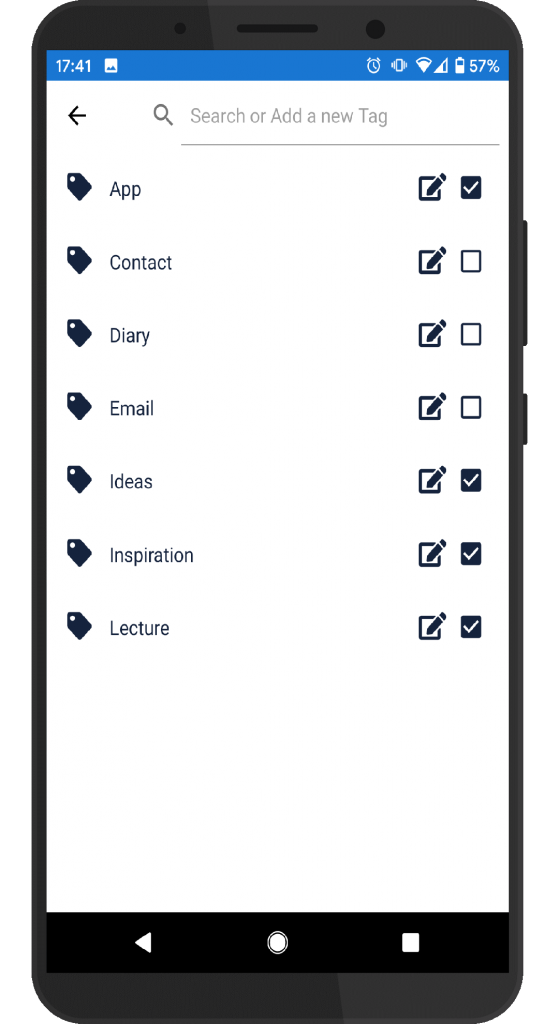 17:41 57%
Search or Add a new Tag
App
Contact
Diary
Email
Ideas
Inspiration
Lecture